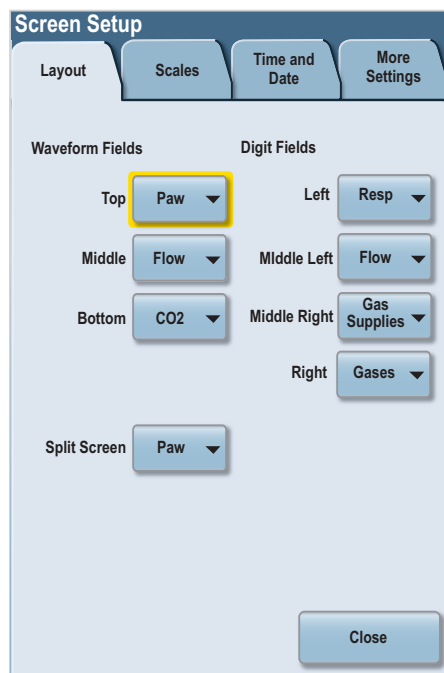 Screen Setup
Layout
Scales
Time and
Date
More
Settings
Waveform Fields
Digit Fields
Top
Paw
Left
Resp
Middle
Flow
MIddle Left
Flow
Bottom
CO2
Middle Right
Gas
Supplies
Right
Gases
Split Screen
Paw
Close